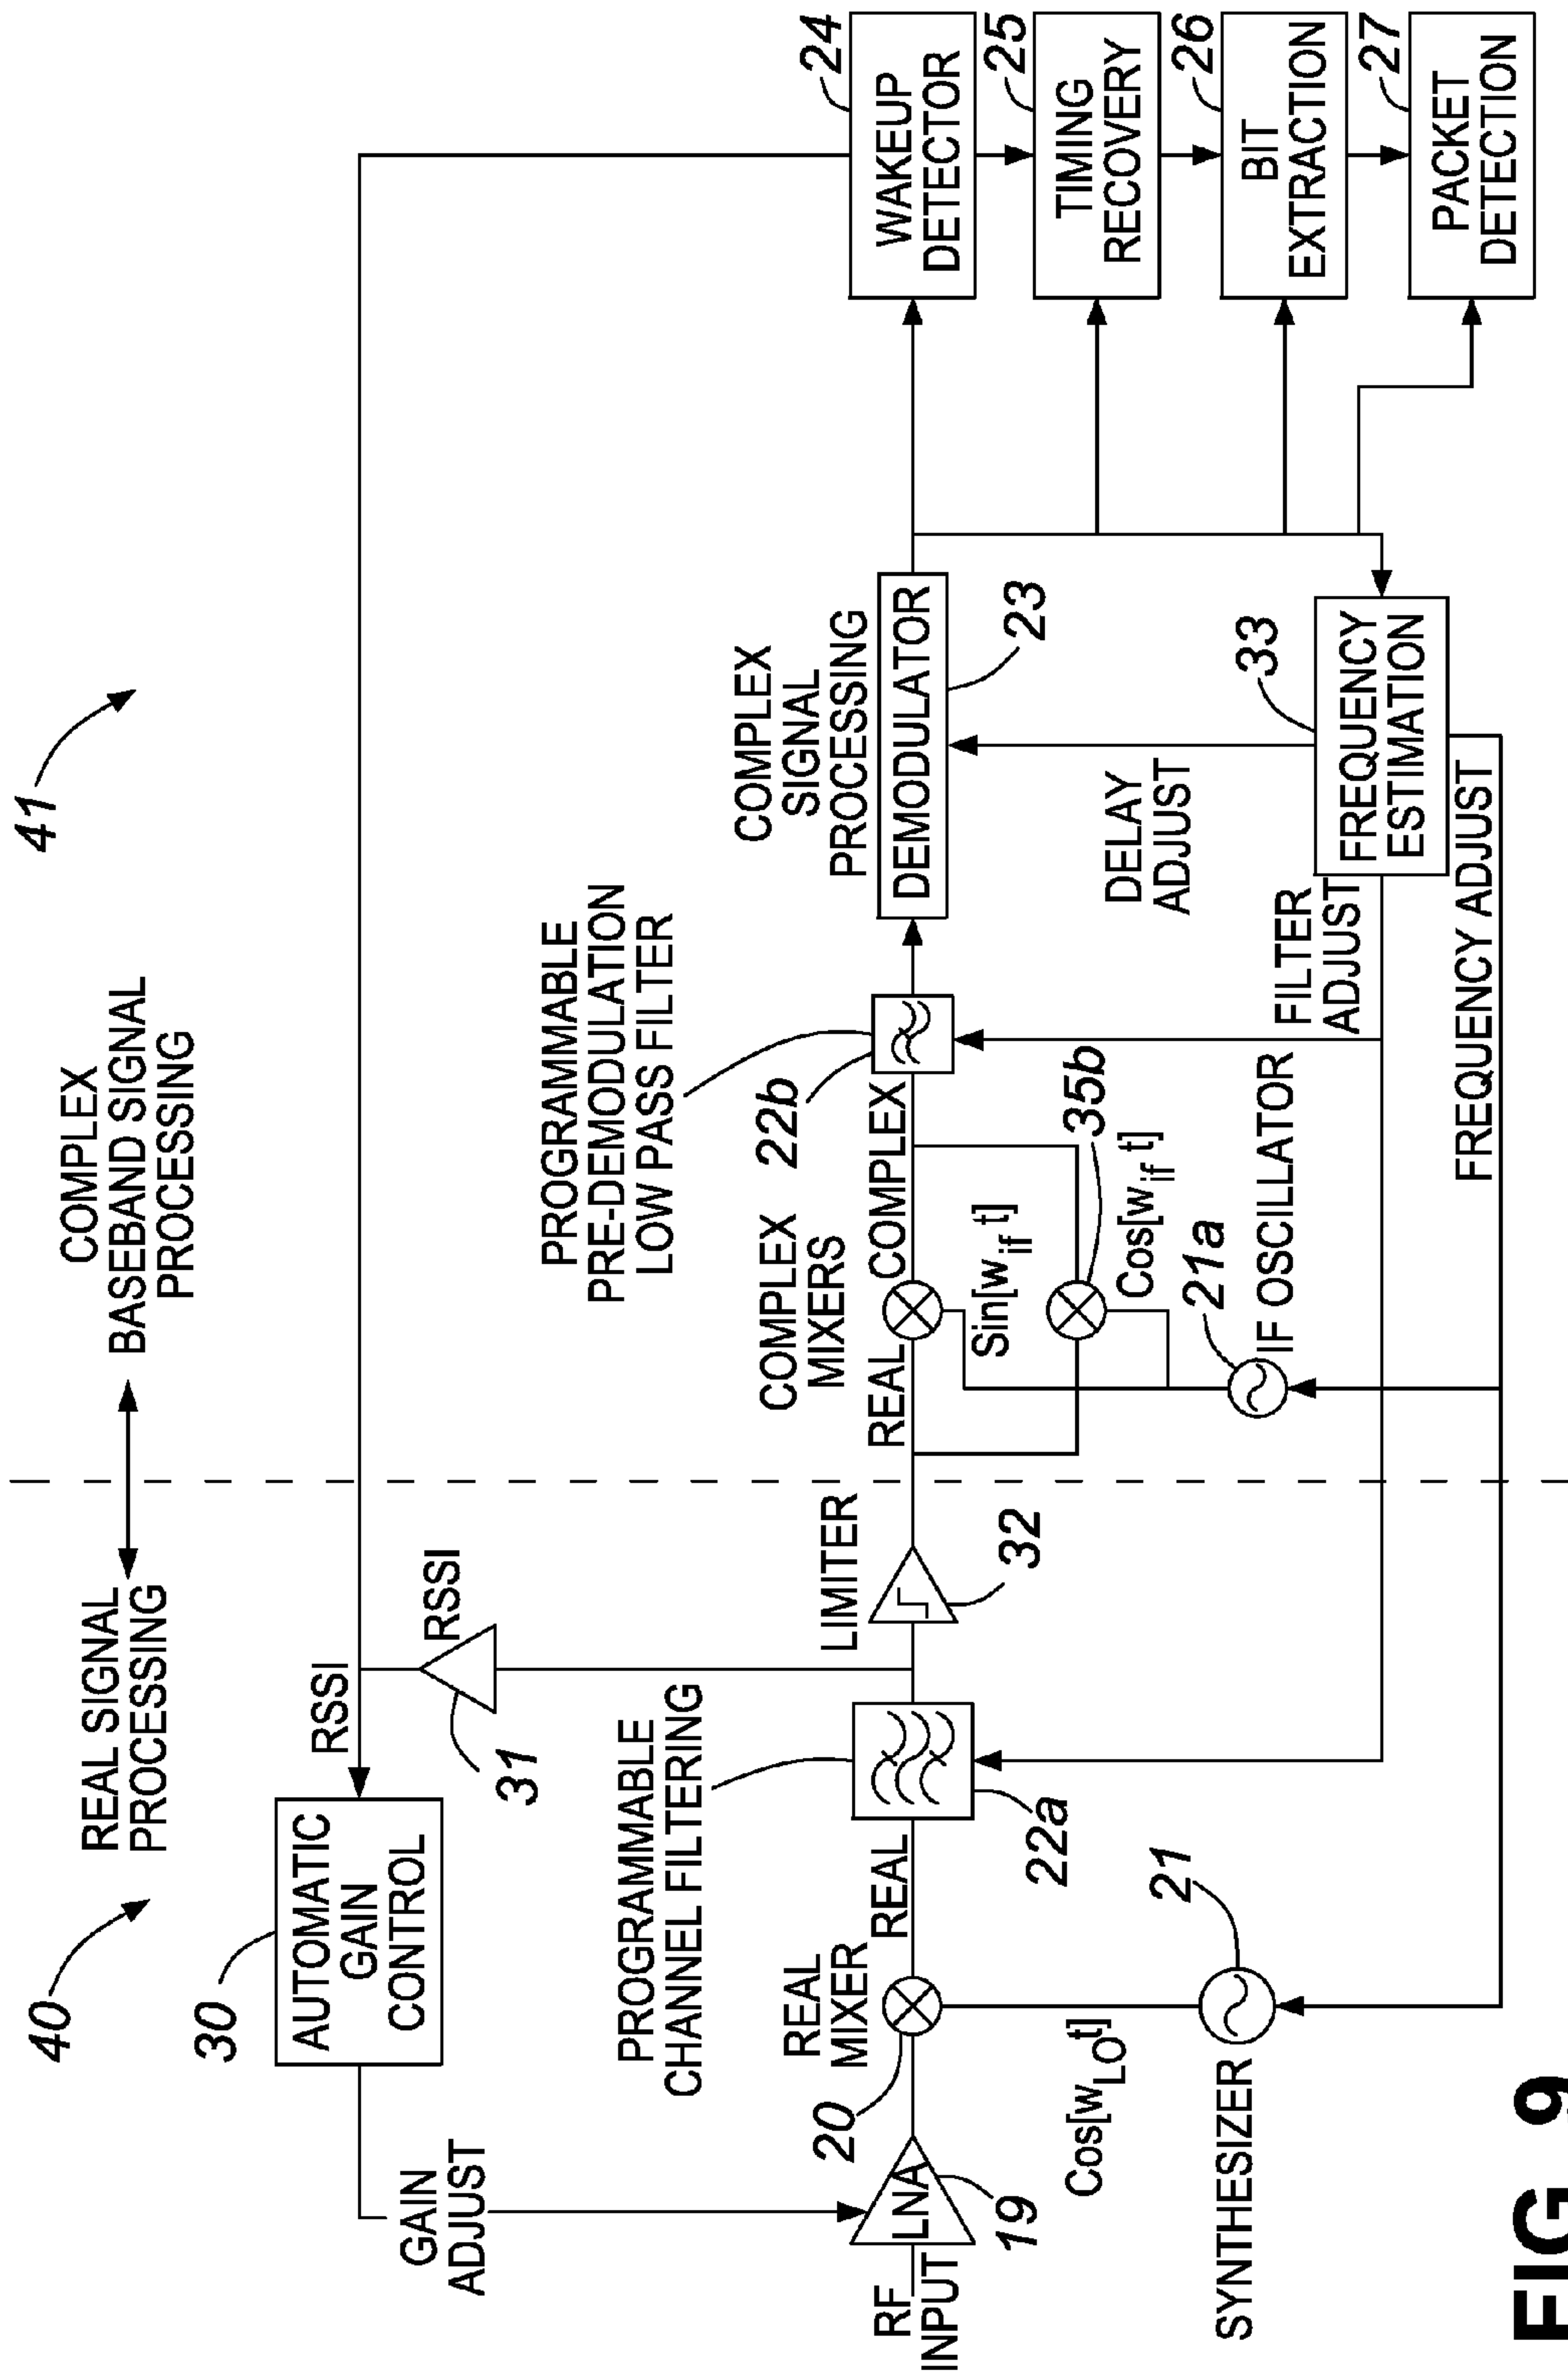 40
REAL SIGNAL
PROCESSING
COMPLEX
BASEBAND SIGNAL
PROCESSING
41
30
AUTOMATIC
GAIN
CONTROL
RSSI
RSSI
31
GAIN
ADJUST
PROGRAMMABLE
CHANNEL FILTERING
PROGRAMMABLE
PRE-DEMODULATION
LOW PASS FILTER
22b
COMPLEX
SIGNAL
PROCESSING
RF
INPUT
LNA
19
20
REAL
MIXER
REAL
22a
LIMITER
32
COMPLEX
MIXERS
REAL
COMPLEX
DEMODULATOR
23
Cos[wLOt]
SYNTHESIZER
21
Sin[wif t]
35b
Cos[wif t]
21a
IF OSCILLATOR
DELAY
ADJUST
FILTER
ADJUST
33
FREQUENCY
ESTIMATION
FREQUENCY ADJUST
24
WAKEUP
DETECTOR
25
TIMING
RECOVERY
26
BIT
EXTRACTION
27
PACKET
DETECTION
FIG 9